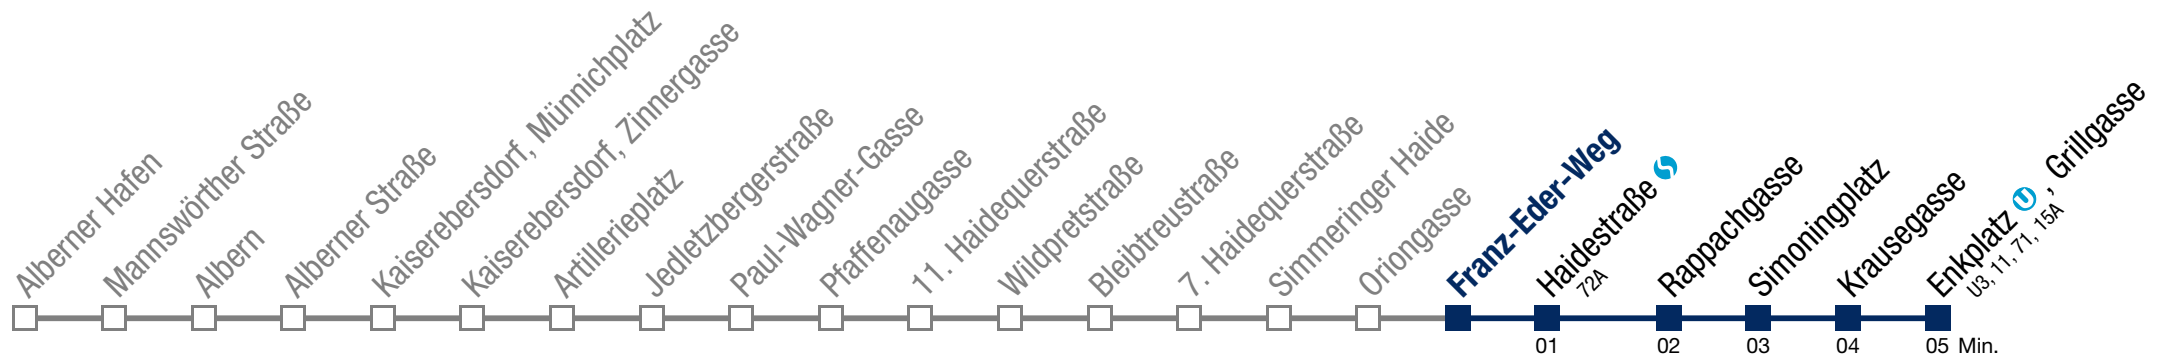 Alberner Hafen
Mannswörther Straße
Albern
Alberner Straße
Kaiserebersdorf, Münnichplatz
Kaiserebersdorf, Zinnergasse
Artillerieplatz
Jedletzbergerstraße
Paul-Wagner-Gasse
Pfaffenaugasse
11. Haidequerstraße
Wildpretstraße
Bleibtreustraße
7. Haidequerstraße
Simmeringer Haide
Oriongasse
Franz-Eder-Weg
Haidestraße
72A
Rappachgasse
Simoningplatz
Krausegasse
Enkplatz U, Grillgasse
U3, 11, 71, 15A
01 02 03 04 05 Min.